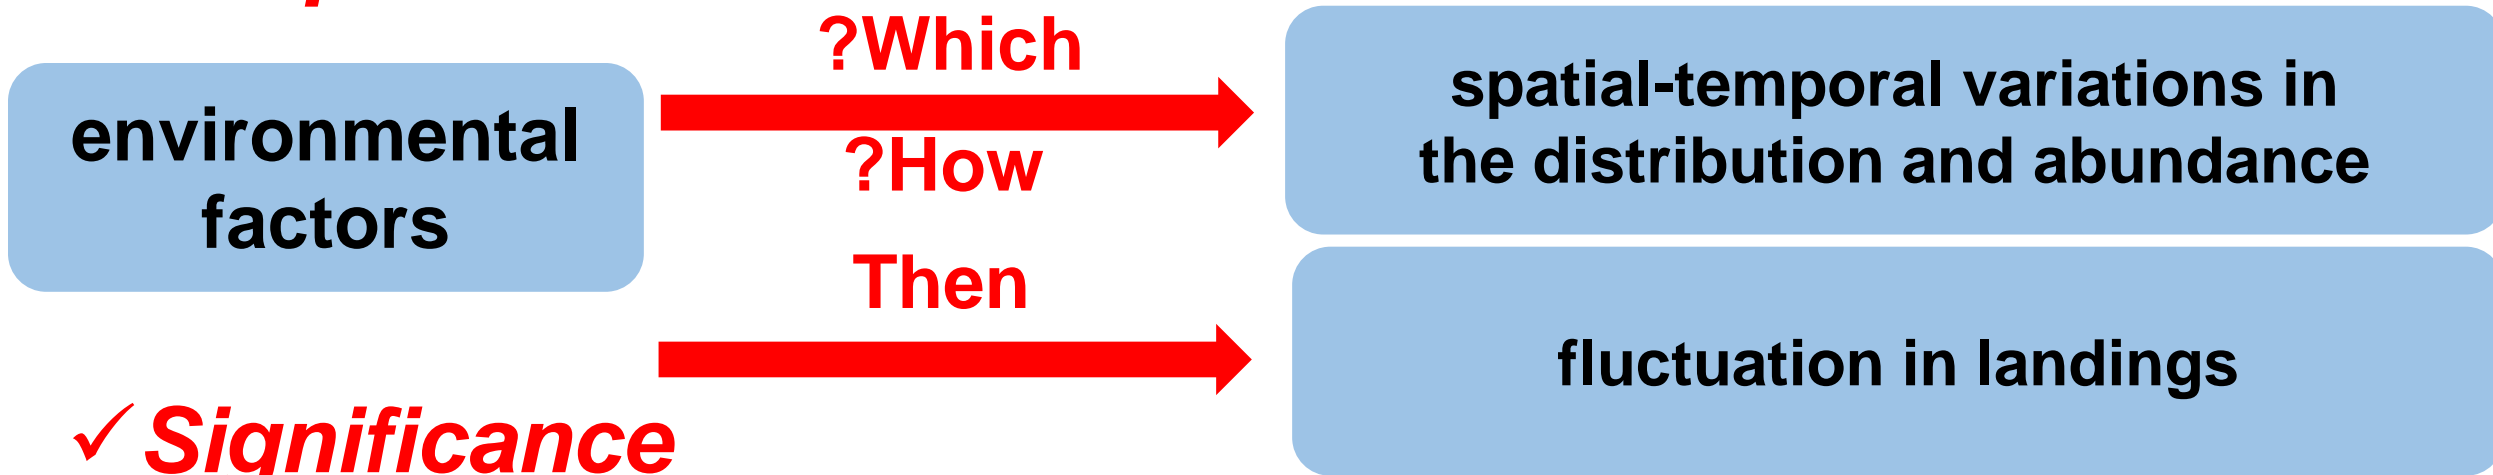 ?Which
environmental
factors
?How
spatial-temporal variations in
the distribution and abundance
Then
fluctuation in landings
✓ Significance